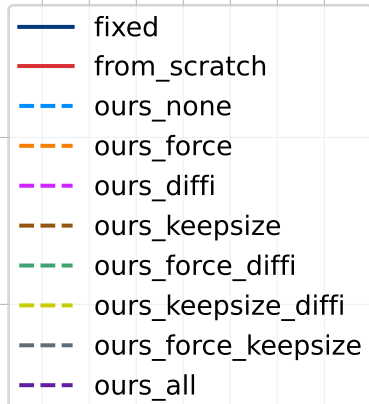 fixed
from_scratch
ours_none
ours_force
ours_diffi
ours_keepsize
ours_force_diffi
ours_keepsize_diffi
ours_force_keepsize
ours_all